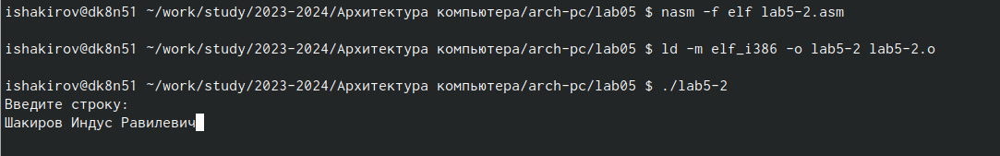 ishakirov@dk8n51 ~/work/study/2023-2024/Архитектура компьютера/arch-pc/lab05 $ nasm -f elf lab5-2.asm
ishakirov@dk8n51 ~/work/study/2023-2024/Архитектура компьютера/arch-pc/lab05 $ ld -m elf_i386 -o lab5-2 lab5-2.o
ishakirov@dk8n51 ~/work/study/2023-2024/Архитектура компьютера/arch-pc/lab05 $ ./lab5-2
Введите строку:
Шакиров Индус Равилевич